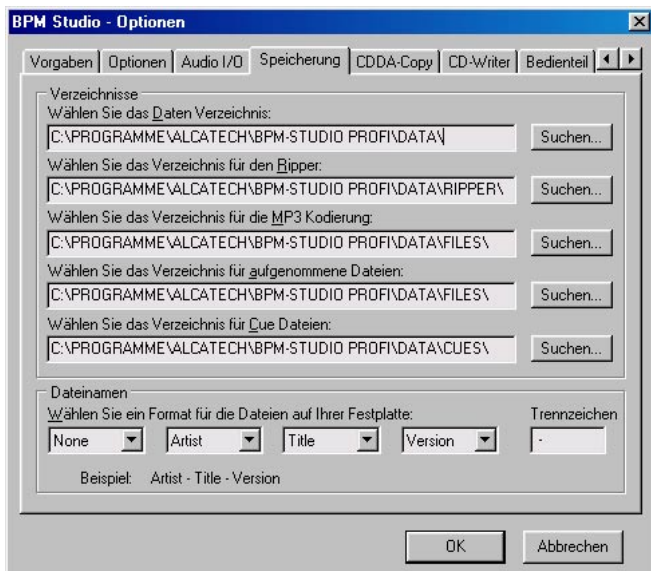 BPM Studio - Optionen
Vorgaben Optionen Audio I/O Speicherung CDDA-Copy CD-Writer Bedienteil
Verzeichnisse
Wählen Sie das Daten Verzeichnis:
C:\PROGRAMME\ALCATECH\BPM-STUDIO PROFI\DATA\ Suchen...
Wählen Sie das Verzeichnis für den Ripper:
C:\PROGRAMME\ALCATECH\BPM-STUDIO PROFI\DATA\RIPPER\ Suchen...
Wählen Sie das Verzeichnis für die MP3 Kodierung:
C:\PROGRAMME\ALCATECH\BPM-STUDIO PROFI\DATA\FILES\ Suchen...
Wählen Sie das Verzeichnis für aufgenommene Dateien:
C:\PROGRAMME\ALCATECH\BPM-STUDIO PROFI\DATA\FILES\ Suchen...
Wählen Sie das Verzeichnis für Cue Dateien:
C:\PROGRAMME\ALCATECH\BPM-STUDIO PROFI\DATA\CUES\ Suchen...
Dateinamen
Wählen Sie ein Format für die Dateien auf Ihrer Festplatte: Trennzeichen
None Artist Title Version -
Beispiel: Artist - Title - Version
OK Abbrechen